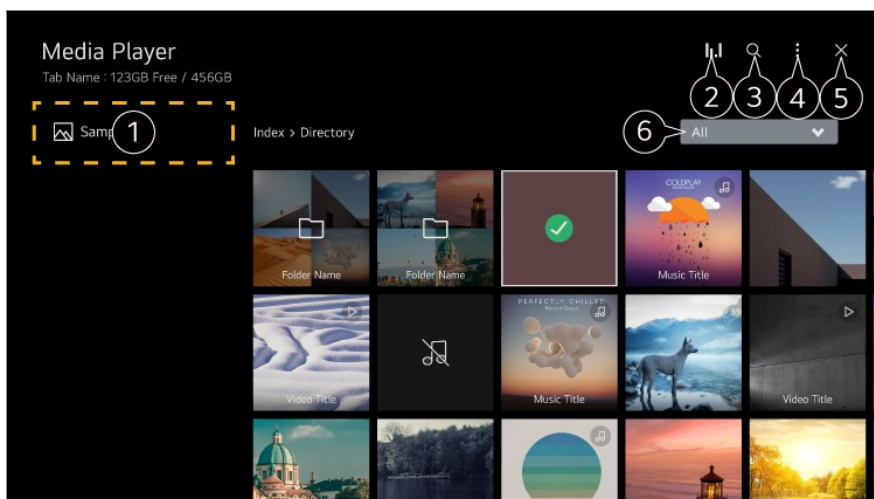 Media Player
Tab Name : 123GB Free / 456GB
2
3
4
5
1
Index > Directory
6
All
COLDPLAY
Folder Name
Folder Name
Music Title
PERFECTLY CHILLED
Video Title
Music Title
Video Title